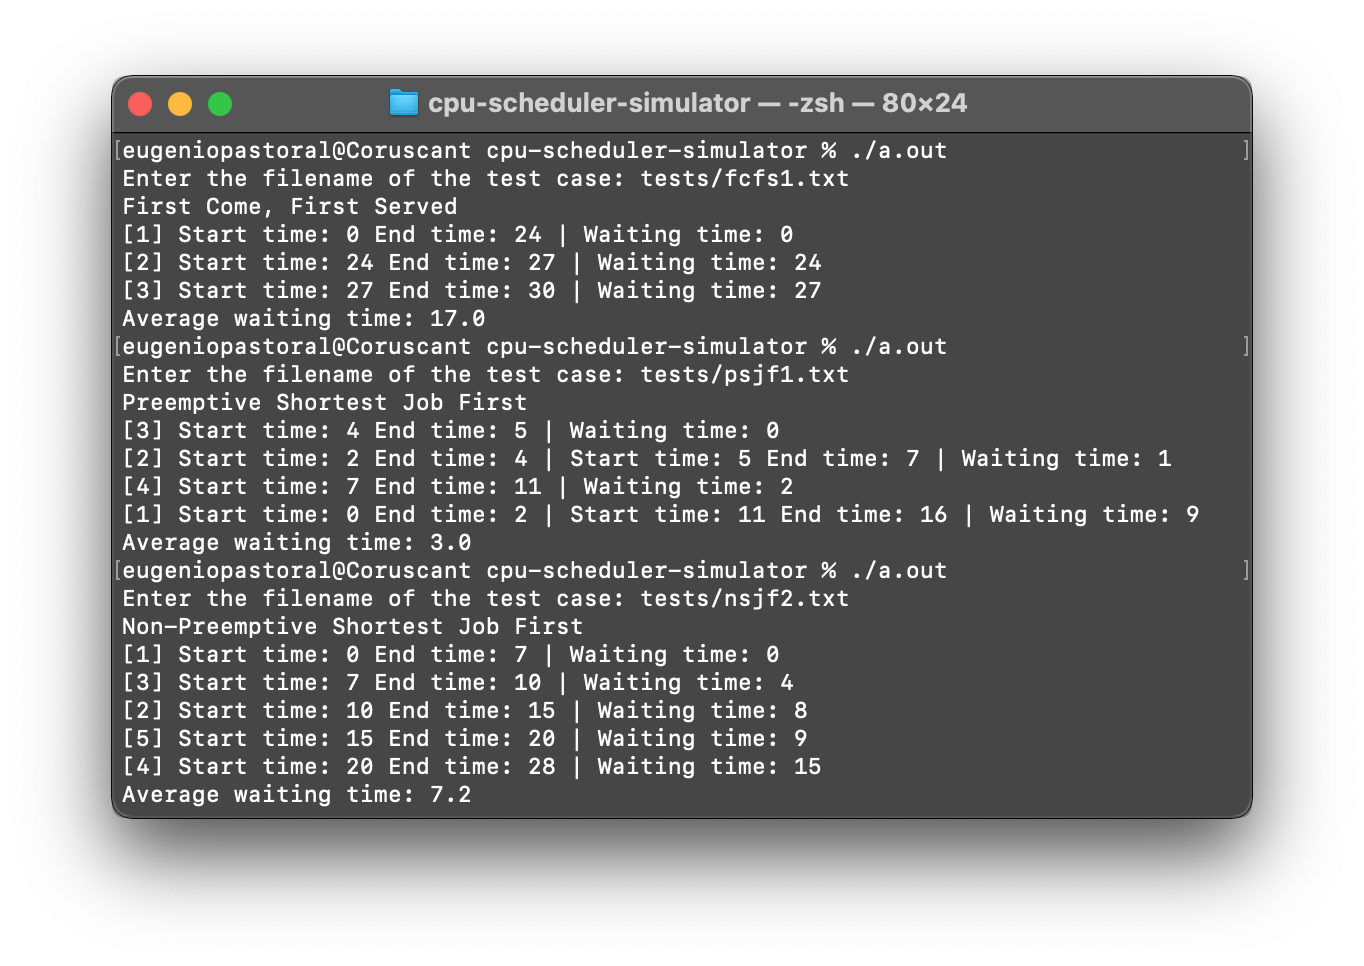 cpu-scheduler-simulator — -zsh — 80×24
[eugeniopastoral@Coruscant cpu-scheduler-simulator % ./a.out ]
Enter the filename of the test case: tests/fcfs1.txt
First Come, First Served
[1] Start time: 0 End time: 24 | Waiting time: 0
[2] Start time: 24 End time: 27 | Waiting time: 24
[3] Start time: 27 End time: 30 | Waiting time: 27
Average waiting time: 17.0
[eugeniopastoral@Coruscant cpu-scheduler-simulator % ./a.out ]
Enter the filename of the test case: tests/psjf1.txt
Preemptive Shortest Job First
[3] Start time: 4 End time: 5 | Waiting time: 0
[2] Start time: 2 End time: 4 | Start time: 5 End time: 7 | Waiting time: 1
[4] Start time: 7 End time: 11 | Waiting time: 2
[1] Start time: 0 End time: 2 | Start time: 11 End time: 16 | Waiting time: 9
Average waiting time: 3.0
[eugeniopastoral@Coruscant cpu-scheduler-simulator % ./a.out ]
Enter the filename of the test case: tests/nsjf2.txt
Non-Preemptive Shortest Job First
[1] Start time: 0 End time: 7 | Waiting time: 0
[3] Start time: 7 End time: 10 | Waiting time: 4
[2] Start time: 10 End time: 15 | Waiting time: 8
[5] Start time: 15 End time: 20 | Waiting time: 9
[4] Start time: 20 End time: 28 | Waiting time: 15
Average waiting time: 7.2